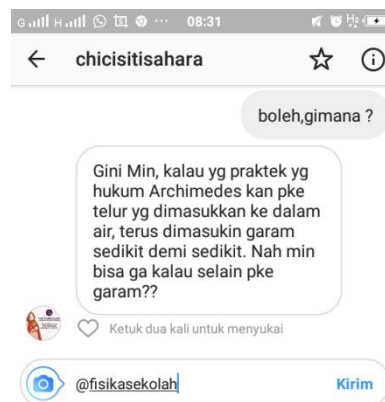 08:31
chicisitisahara
boleh,gimana ?
Gini Min, kalau yg praktek yg
hukum Archimedes kan pke
telur yg dimasukkan ke dalam
air, terus dimasukin garam
sedikit demi sedikit. Nah min
bisa ga kalau selain pke
garam??
Ketuk dua kali untuk menyukai
@fisikasekolah Kirim